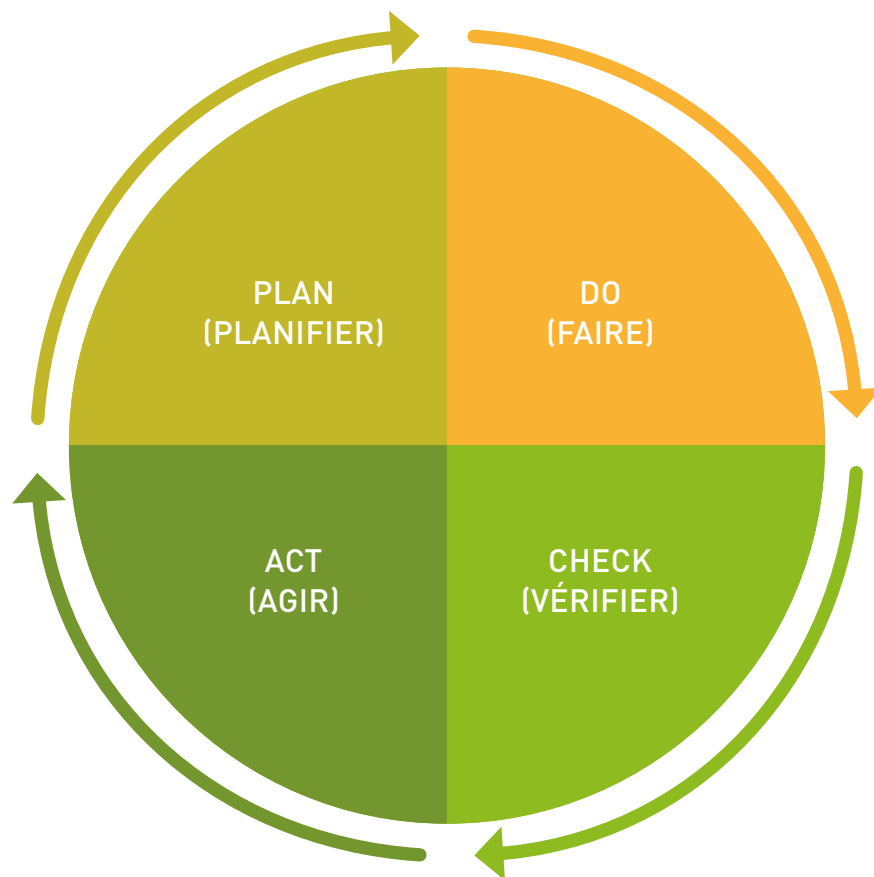 PLAN
(PLANIFIER)
DO
(FAIRE)
ACT
(AGIR)
CHECK
(VÉRIFIER)